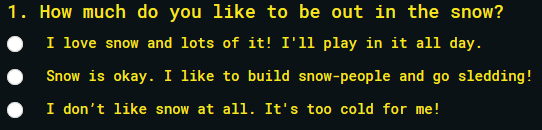 1. How much do you like to be out in the snow?
I love snow and lots of it! I'll play in it all day.
Snow is okay. I like to build snow-people and go sledding!
I don’t like snow at all. It's too cold for me!